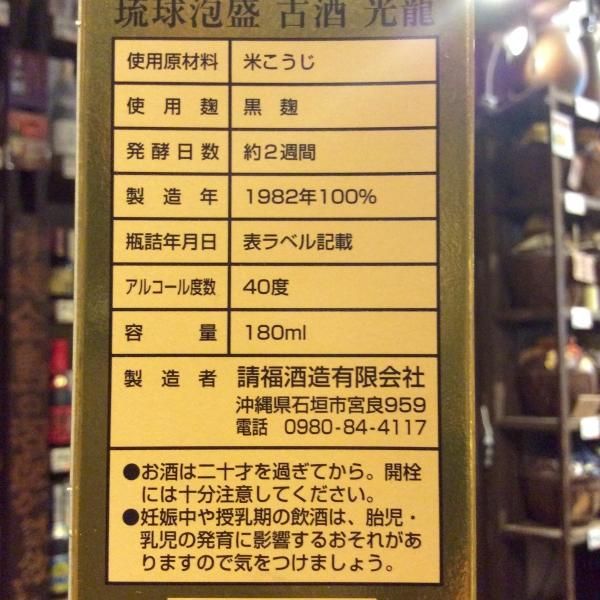 琉球泡盛 古酒 光龍
使用原材料 米こうじ
使用麹 黒麹
発酵日数 約2週間
製造年 1982年100%
瓶詰年月日 表ラベル記載
アルコール度数 40度
容量 180ml
製造者 請福酒造有限会社
沖縄県石垣市宮良959
電話 0980-84-4117
●お酒は二十才を過ぎてから。開栓
には十分注意してください。
●妊娠中や授乳期の飲酒は、胎児・
乳児の発育に影響するおそれがあ
りますので気をつけましょう。